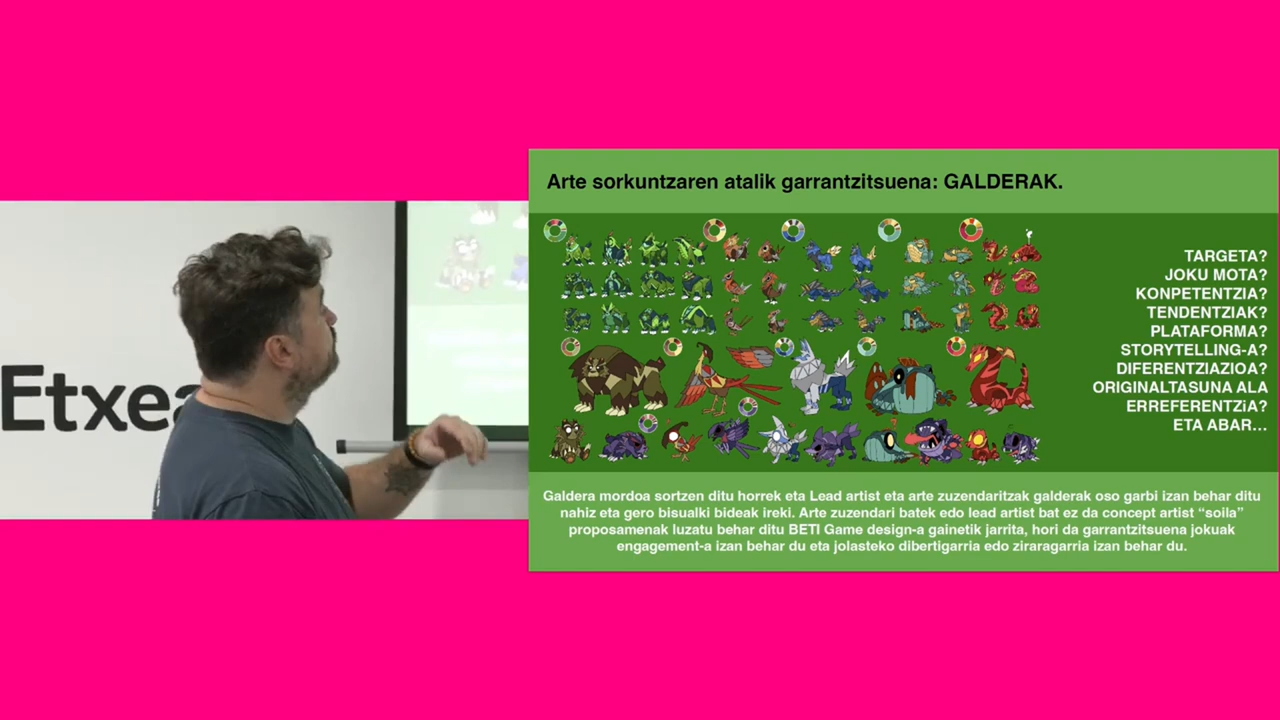 Etxea
Arte sorkuntzaren atalik garrantzitsuena: GALDERAK.
TARGETA?
JOKU MOTA?
KONPETENTZIA?
TENDENTZIAK?
PLATAFORMA?
STORYTELLING-A?
DIFERENTZIAZIOA?
ORIGINALTASUNA ALA
ERREFERENTZiA?
ETA ABAR...
Galdera mordoa sortzen ditu horrek eta Lead artist eta arte zuzendaritzak galderak oso garbi izan behar ditu
nahiz eta gero bisualki bideak ireki. Arte zuzendari batek edo lead artist bat ez da concept artist “soila”
proposamenak luzatu behar ditu BETI Game design-a gainetik jarrita, hori da garrantzitsuena jokuak
engagement-a izan behar du eta jolasteko dibertigarria edo ziraragarria izan behar du.